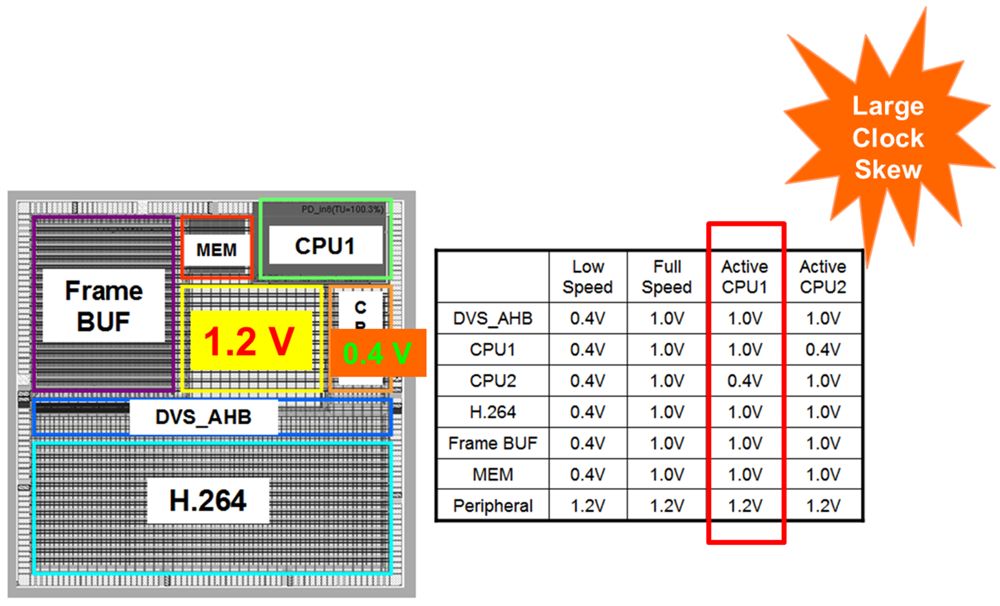 Large
Clock
Skew
PD_in8(TU=100.3%)
CPU1
MEM
Frame
BUF
C
1.2 V
0.4 V
DVS_AHB
H.264
Low Speed Full Speed Active CPU1 Active CPU2
DVS_AHB 0.4V 1.0V 1.0V 1.0V
CPU1 0.4V 1.0V 1.0V 0.4V
CPU2 0.4V 1.0V 0.4V 1.0V
H.264 0.4V 1.0V 1.0V 1.0V
Frame BUF 0.4V 1.0V 1.0V 1.0V
MEM 0.4V 1.0V 1.0V 1.0V
Peripheral 1.2V 1.2V 1.2V 1.2V